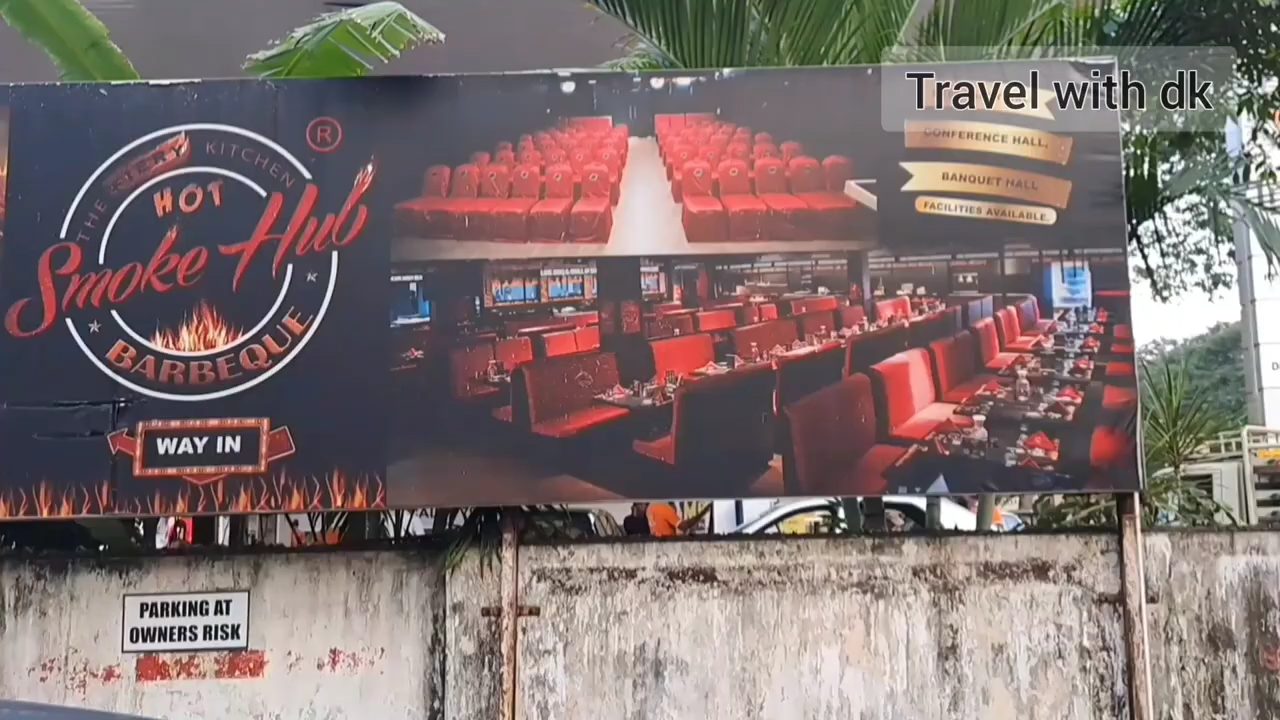 THE FIERY KITCHEN
®
HOT
Smoke Hub
BARBEQUE
WAY IN
Travel with dk
CONFERENCE HALL,
BANQUET HALL
FACILITIES AVAILABLE.
PARKING AT
OWNERS RISK